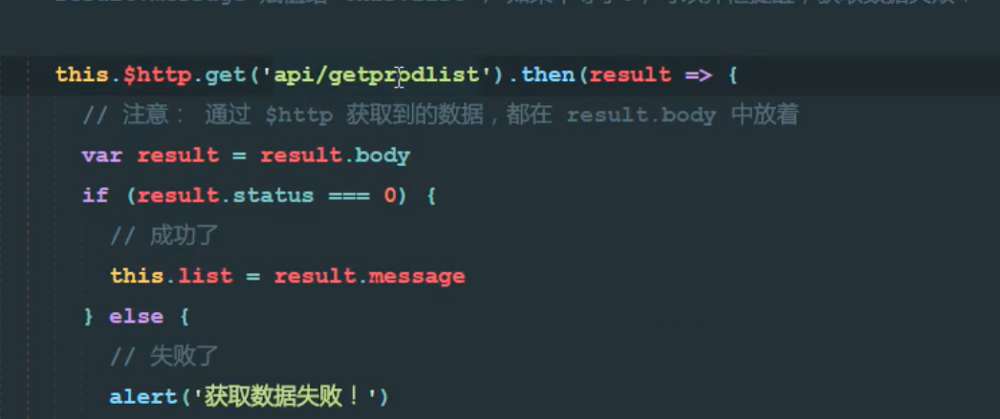 this.$http.get('api/getprodlist').then(result => {
// 注意： 通过 $http 获取到的数据，都在 result.body 中放着
var result = result.body
if (result.status === 0) {
// 成功了
this.list = result.message
} else {
// 失败了
alert('获取数据失败！')